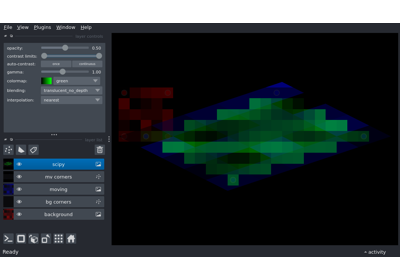 File View Plugins Window Help
opacity: 0.50
contrast limits:
auto-contrast: once continuous
gamma: 1.00
colormap: green
blending: translucent_no_depth
interpolation: nearest
scipy
mv corners
moving
bg corners
background
Ready
activity